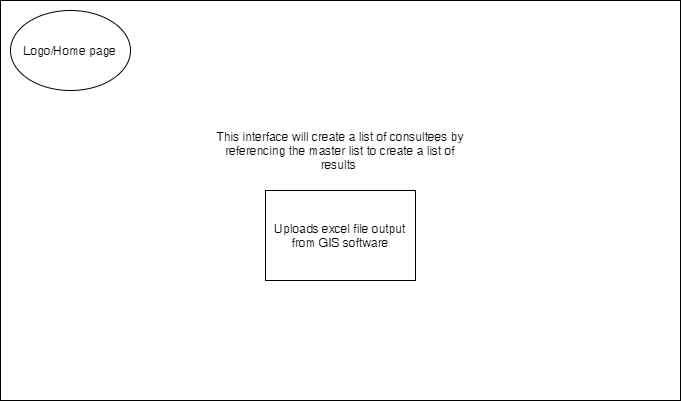 Logo/Home page
This interface will create a list of consultees by
referencing the master list to create a list of
results
Uploads excel file output
from GIS software